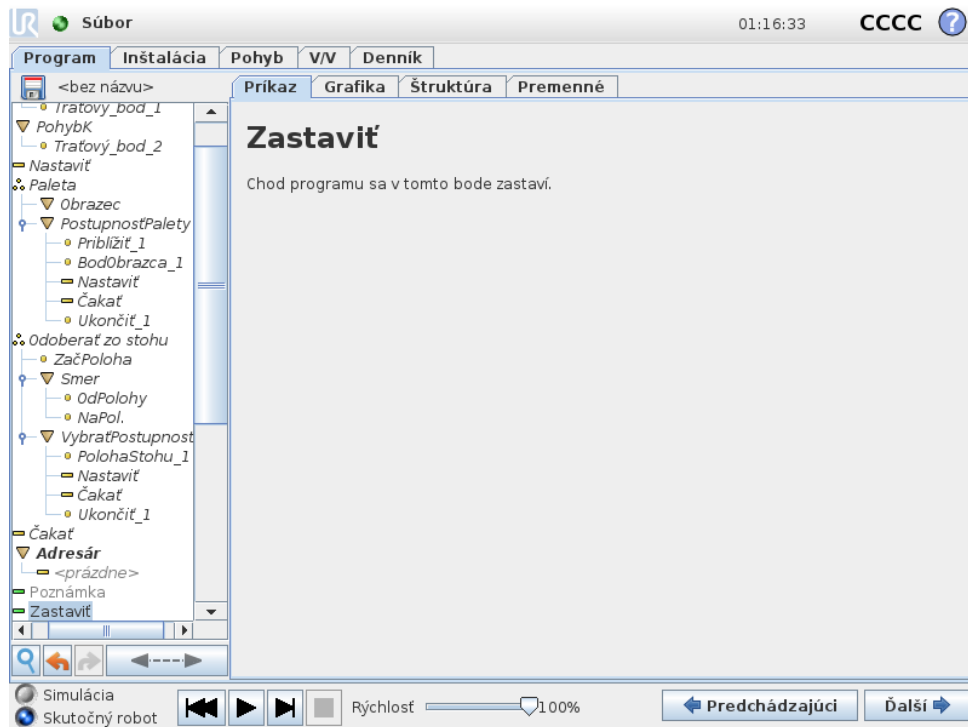 UR Súbor 01:16:33 CCCC ?
Program Inštalácia Pohyb V/V Denník
<bez názvu> Príkaz Grafika Štruktúra Premenné
Traťový_bod_1
PohybK
Traťový_bod_2
Nastaviť
Paleta
Obrazec
PostupnosťPalety
Priblížiť_1
BodObrazca_1
Nastaviť
Čakať
Ukončiť_1
Odoberať zo stohu
ZačPoloha
Smer
OdPolohy
NaPol.
VybraťPostupnost
PolohaStohu_1
Nastaviť
Čakať
Ukončiť_1
Čakať
Adresár
<prázdne>
Poznámka
Zastaviť
Zastaviť
Chod programu sa v tomto bode zastaví.
Simulácia
Skutočný robot
Rýchlosť 100%
Predchádzajúci Ďalší